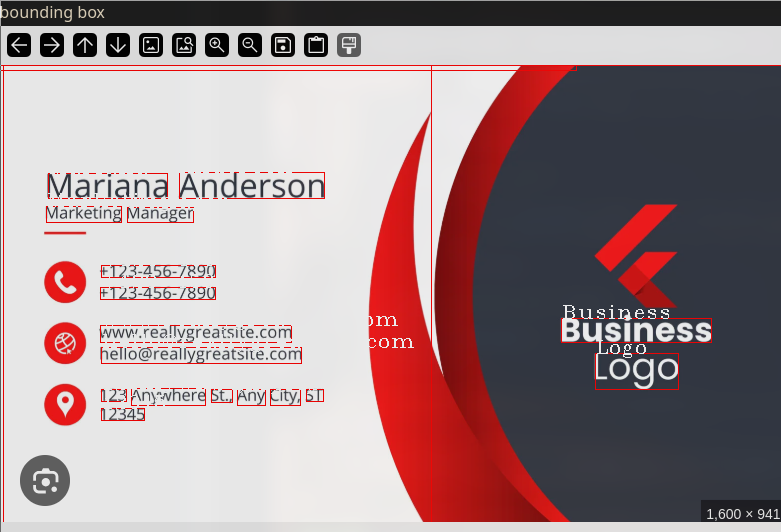 bounding box
Mariana Anderson
Marketing Manager
+123-456-7890
+123-456-7890
www.reallygreatsite.com
hello@reallygreatsite.com
123 Anywhere St., Any City, ST
12345
om
com
Business
Business
Logo
Logo
1,600 × 941